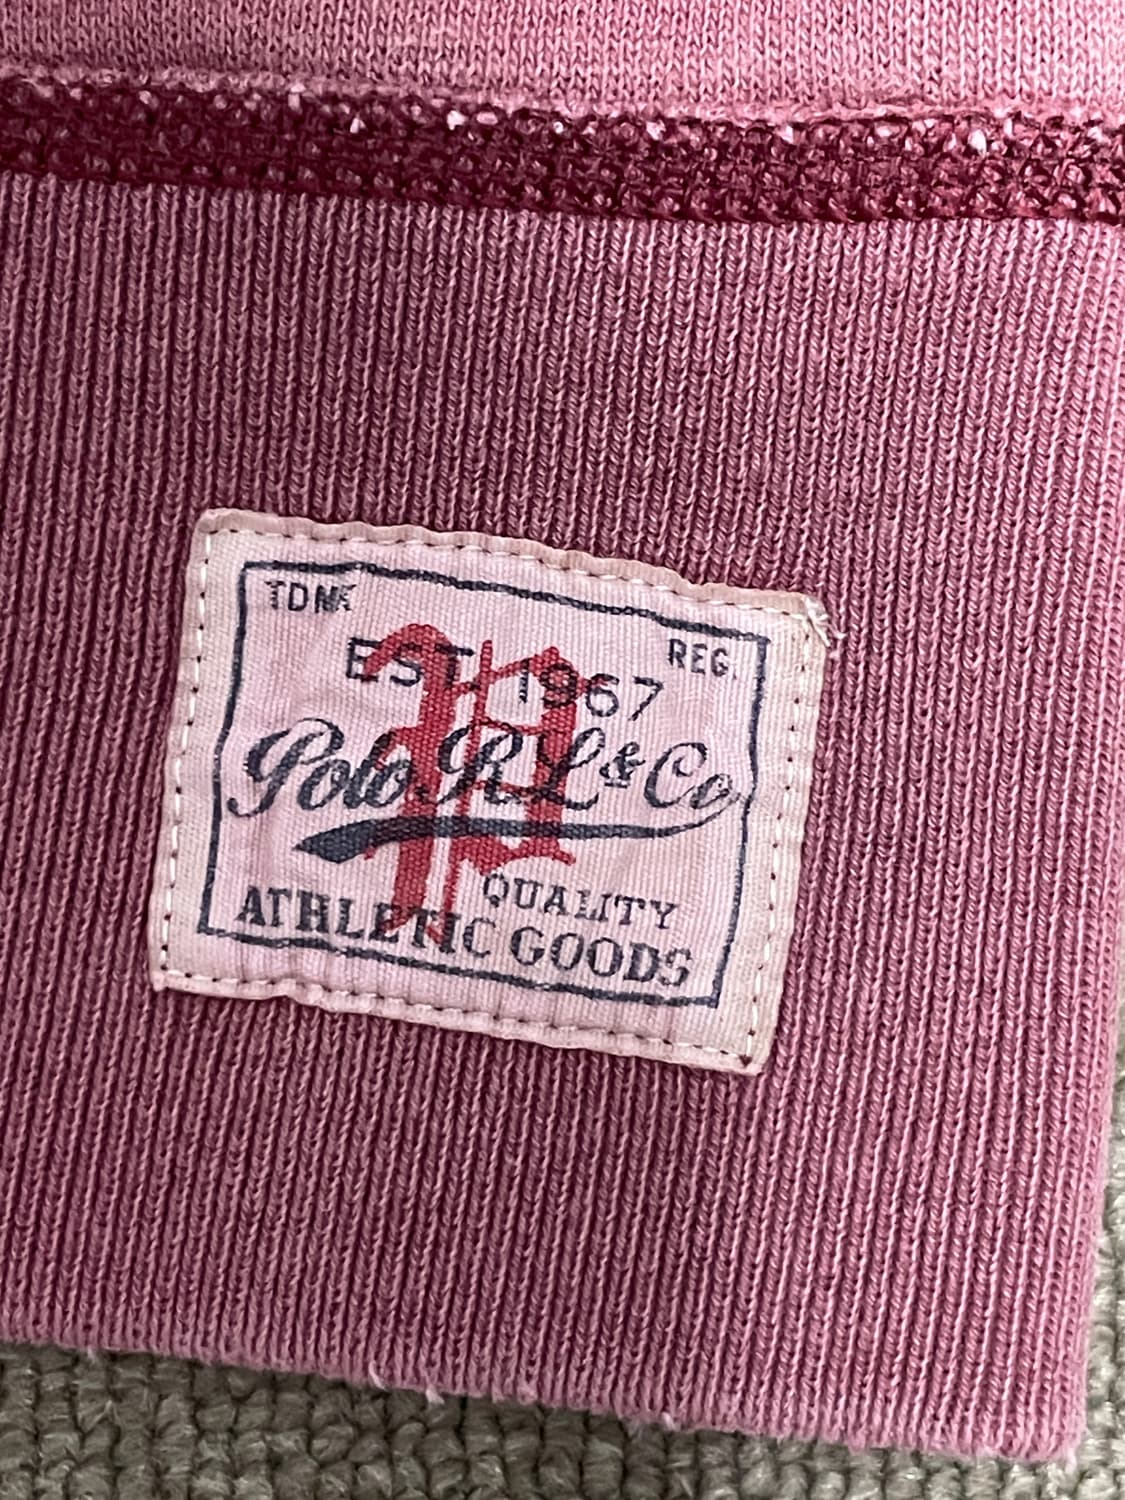 TDMK
REG.
EST. 1967
P
Polo RL & Co
QUALITY
ATHLETIC GOODS